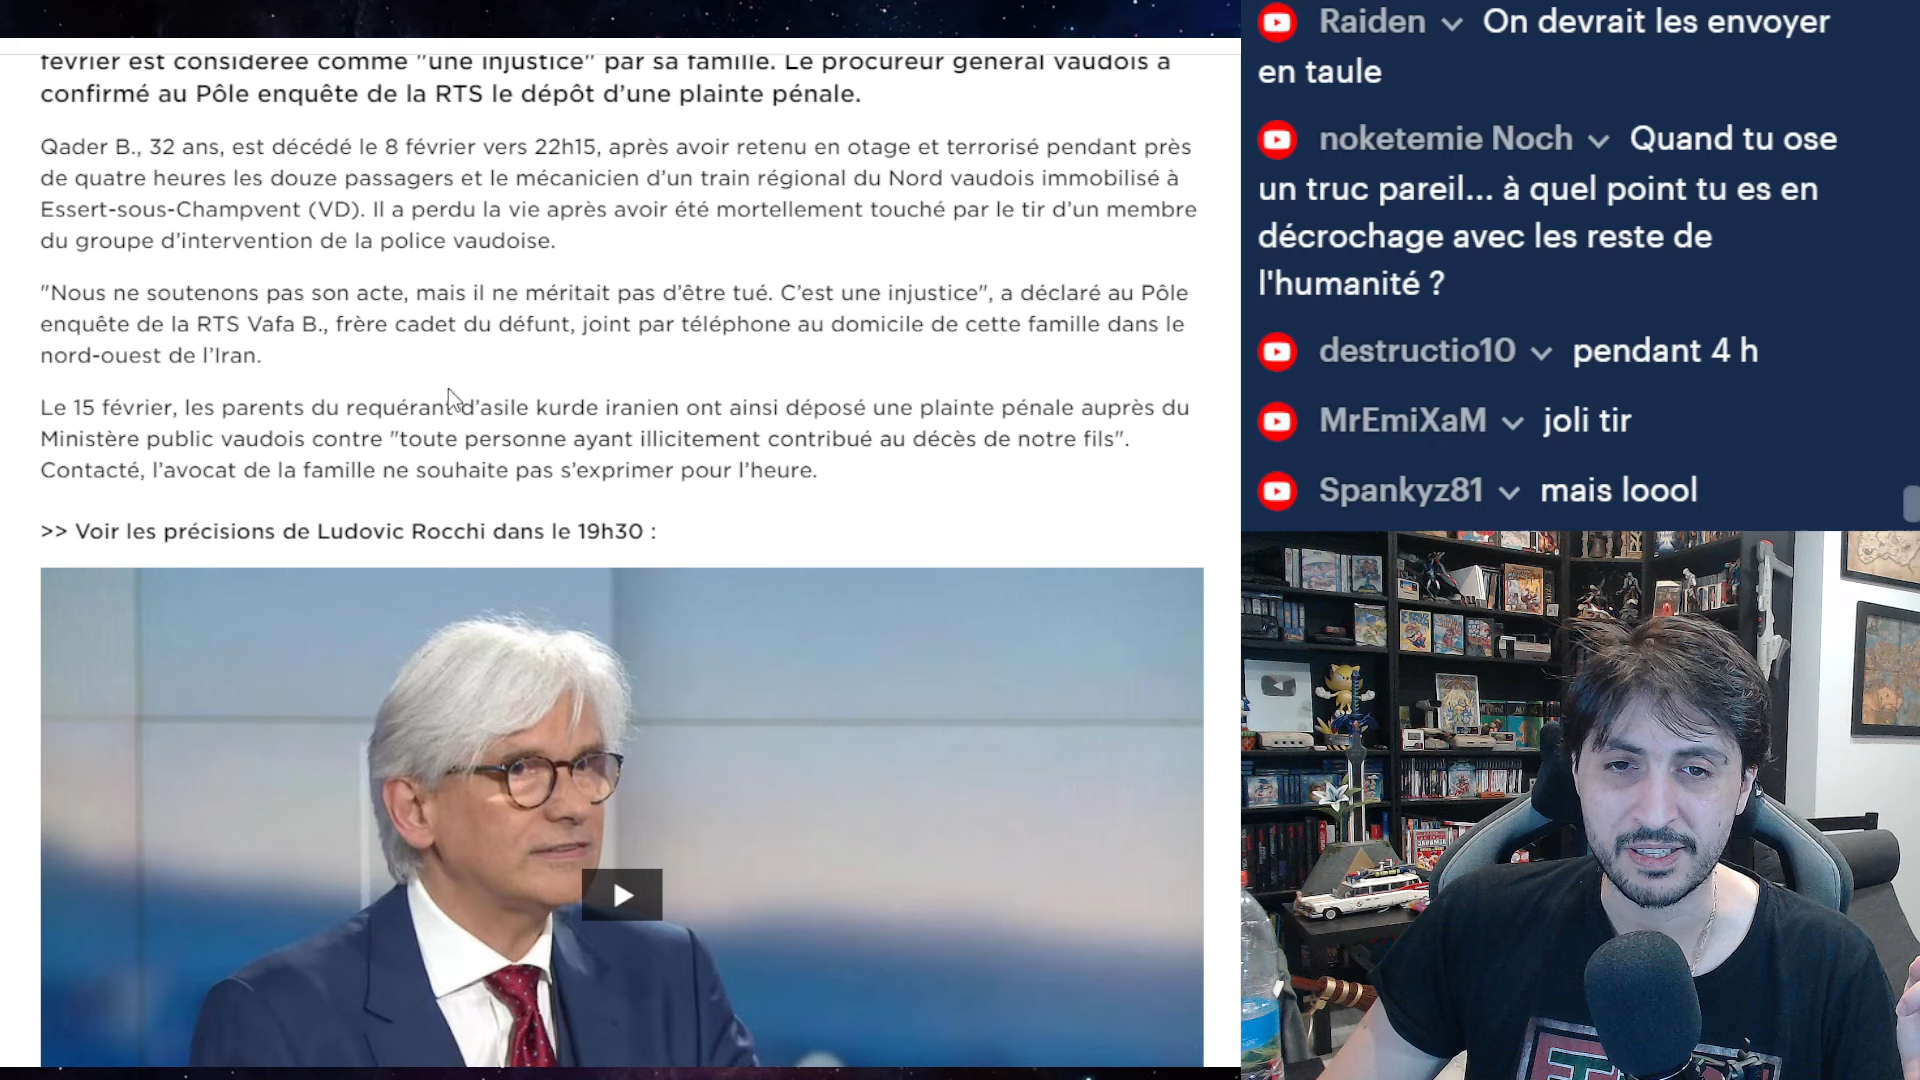 février est considérée comme "une injustice" par sa famille. Le procureur général vaudois a
confirmé au Pôle enquête de la RTS le dépôt d’une plainte pénale.
Qader B., 32 ans, est décédé le 8 février vers 22h15, après avoir retenu en otage et terrorisé pendant près
de quatre heures les douze passagers et le mécanicien d’un train régional du Nord vaudois immobilisé à
Essert-sous-Champvent (VD). Il a perdu la vie après avoir été mortellement touché par le tir d’un membre
du groupe d’intervention de la police vaudoise.
"Nous ne soutenons pas son acte, mais il ne méritait pas d’être tué. C’est une injustice", a déclaré au Pôle
enquête de la RTS Vafa B., frère cadet du défunt, joint par téléphone au domicile de cette famille dans le
nord-ouest de l’Iran.
Le 15 février, les parents du requérant d’asile kurde iranien ont ainsi déposé une plainte pénale auprès du
Ministère public vaudois contre "toute personne ayant illicitement contribué au décès de notre fils".
Contacté, l’avocat de la famille ne souhaite pas s’exprimer pour l’heure.
>> Voir les précisions de Ludovic Rocchi dans le 19h30 :
Raiden On devrait les envoyer
en taule
noketemie Noch Quand tu ose
un truc pareil... à quel point tu es en
décrochage avec les reste de
l'humanité ?
destructio10 pendant 4 h
MrEmiXaM joli tir
Spankyz81 mais loool